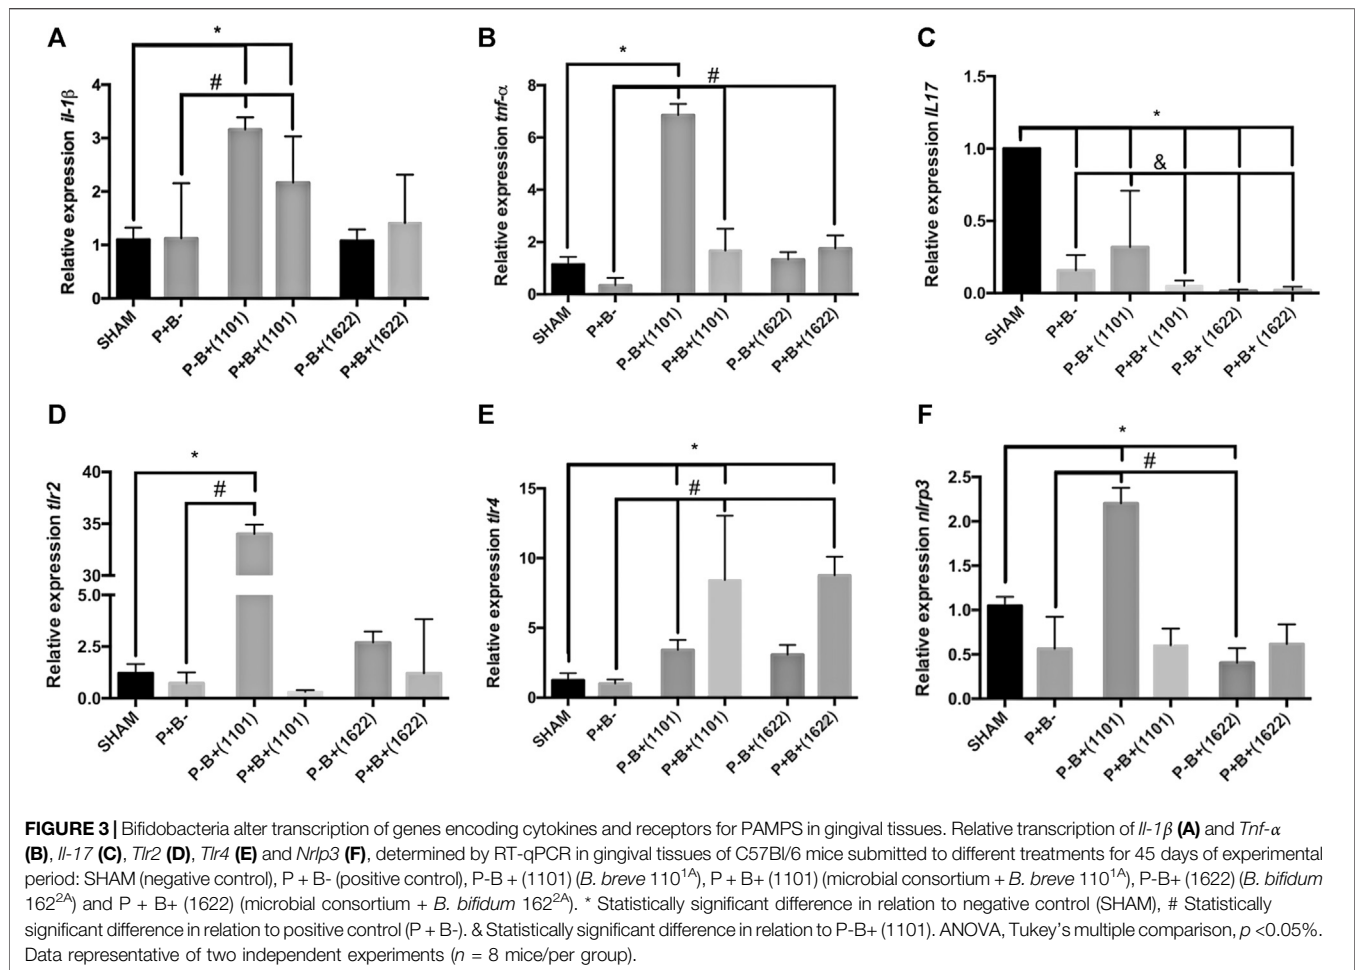 A
*
#
Relative expression il-1β
4
3
2
1
0
SHAM
P+B-
P-B+(1101)
P+B+(1101)
P-B+(1622)
P+B+(1622)
B
*
#
Relative expression tnf-α
8
6
4
2
0
SHAM
P+B-
P-B+(1101)
P+B+(1101)
P-B+(1622)
P+B+(1622)
C
*
&
Relative expression IL17
1.5
1.0
0.5
0.0
SHAM
P+B-
P-B+ (1101)
P+B+ (1101)
P-B+ (1622)
P+B+ (1622)
D
*
#
Relative expression tlr2
40
35
30
5.0
2.5
0.0
SHAM
P+B-
P-B+(1101)
P+B+(1101)
P-B+(1622)
P+B+(1622)
E
*
#
Relative expression tlr4
15
10
5
0
SHAM
P+B-
P-B+(1101)
P+B+(1101)
P-B+(1622)
P+B+(1622)
F
*
#
Relative expression nlrp3
2.5
2.0
1.5
1.0
0.5
0.0
SHAM
P+B-
P-B+(1101)
P+B+(1101)
P-B+(1622)
P+B+(1622)
FIGURE 3 | Bifidobacteria alter transcription of genes encoding cytokines and receptors for PAMPS in gingival tissues. Relative transcription of Il-1β (A) and Tnf-α
(B), Il-17 (C), Tlr2 (D), Tlr4 (E) and Nrlp3 (F), determined by RT-qPCR in gingival tissues of C57Bl/6 mice submitted to different treatments for 45 days of experimental
period: SHAM (negative control), P + B- (positive control), P-B + (1101) (B. breve 110¹ᴬ), P + B+ (1101) (microbial consortium + B. breve 110¹ᴬ), P-B+ (1622) (B. bifidum
162²ᴬ) and P + B+ (1622) (microbial consortium + B. bifidum 162²ᴬ). * Statistically significant difference in relation to negative control (SHAM), # Statistically
significant difference in relation to positive control (P + B-). & Statistically significant difference in relation to P-B+ (1101). ANOVA, Tukey's multiple comparison, p <0.05%.
Data representative of two independent experiments (n = 8 mice/per group).